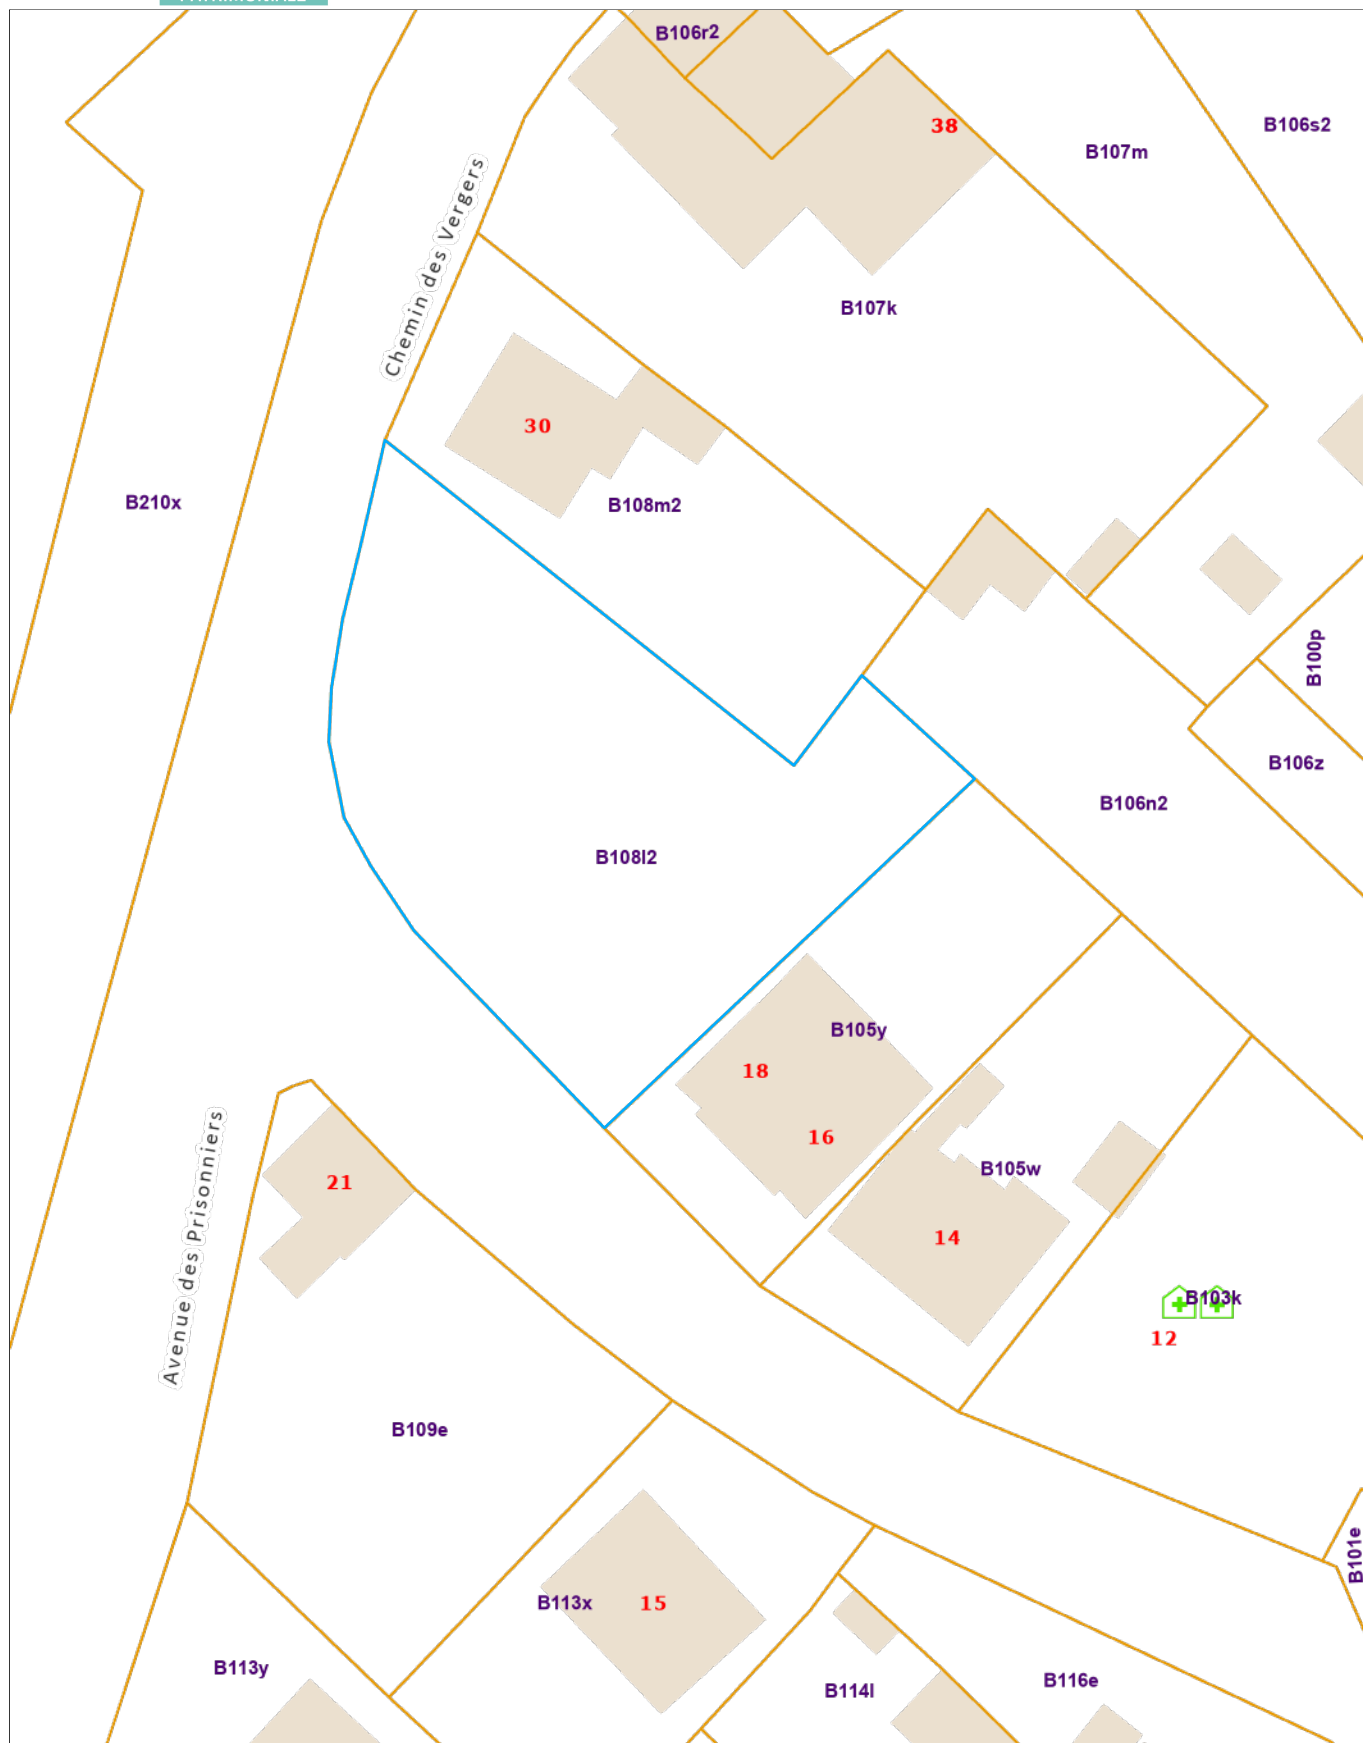 B106r2
38
B106s2
B107m
Chemin des Vergers
B107k
30
B210x
B108m2
B100p
B106z
B106n2
B108l2
B105y
18
16
B105w
21
Avenue des Prisonniers
14
B103k
12
B109e
B101e
B113x
15
B113y
B114l
B116e